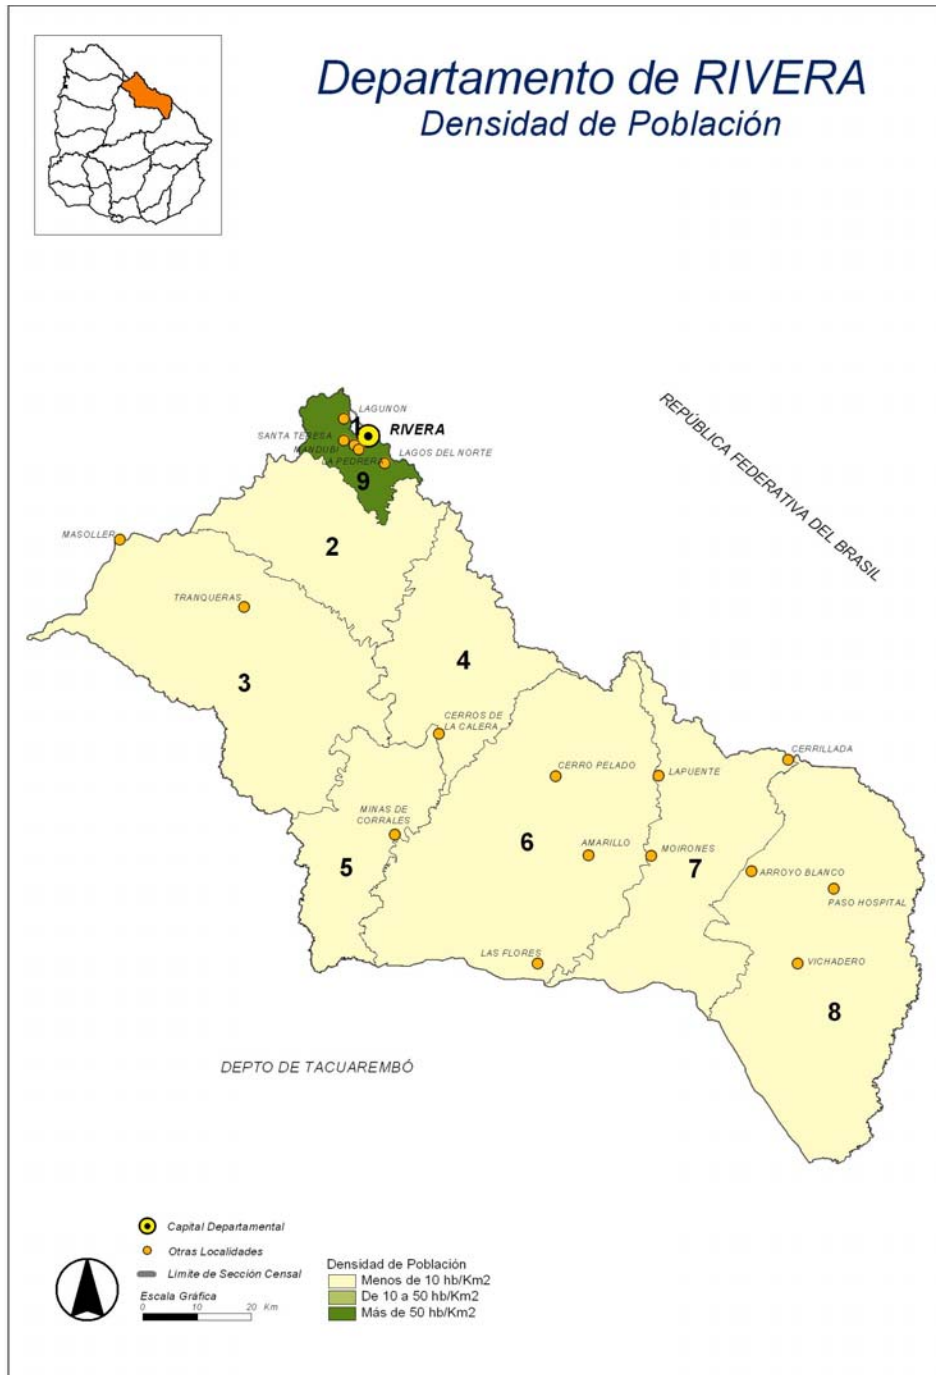 Departamento de RIVERA
Densidad de Población
REPÚBLICA FEDERATIVA DEL BRASIL
LAGUNON
1
RIVERA
SANTA TERESA
MANDUBI
LA PEDRERA
LAGOS DEL NORTE
9
MASOLLER
2
TRANQUERAS
4
3
CERROS DE
LA CALERA
CERRILLADA
CERRO PELADO
LAPUENTE
MINAS DE
CORRALES
6
AMARILLO
MOIRONES
5
7
ARROYO BLANCO
PASO HOSPITAL
LAS FLORES
VICHADERO
8
DEPTO DE TACUAREMBÓ
Capital Departamental
Otras Localidades
Limite de Sección Censal
Escala Gráfica
0 10 20 Km
Densidad de Población
Menos de 10 hb/Km2
De 10 a 50 hb/Km2
Más de 50 hb/Km2